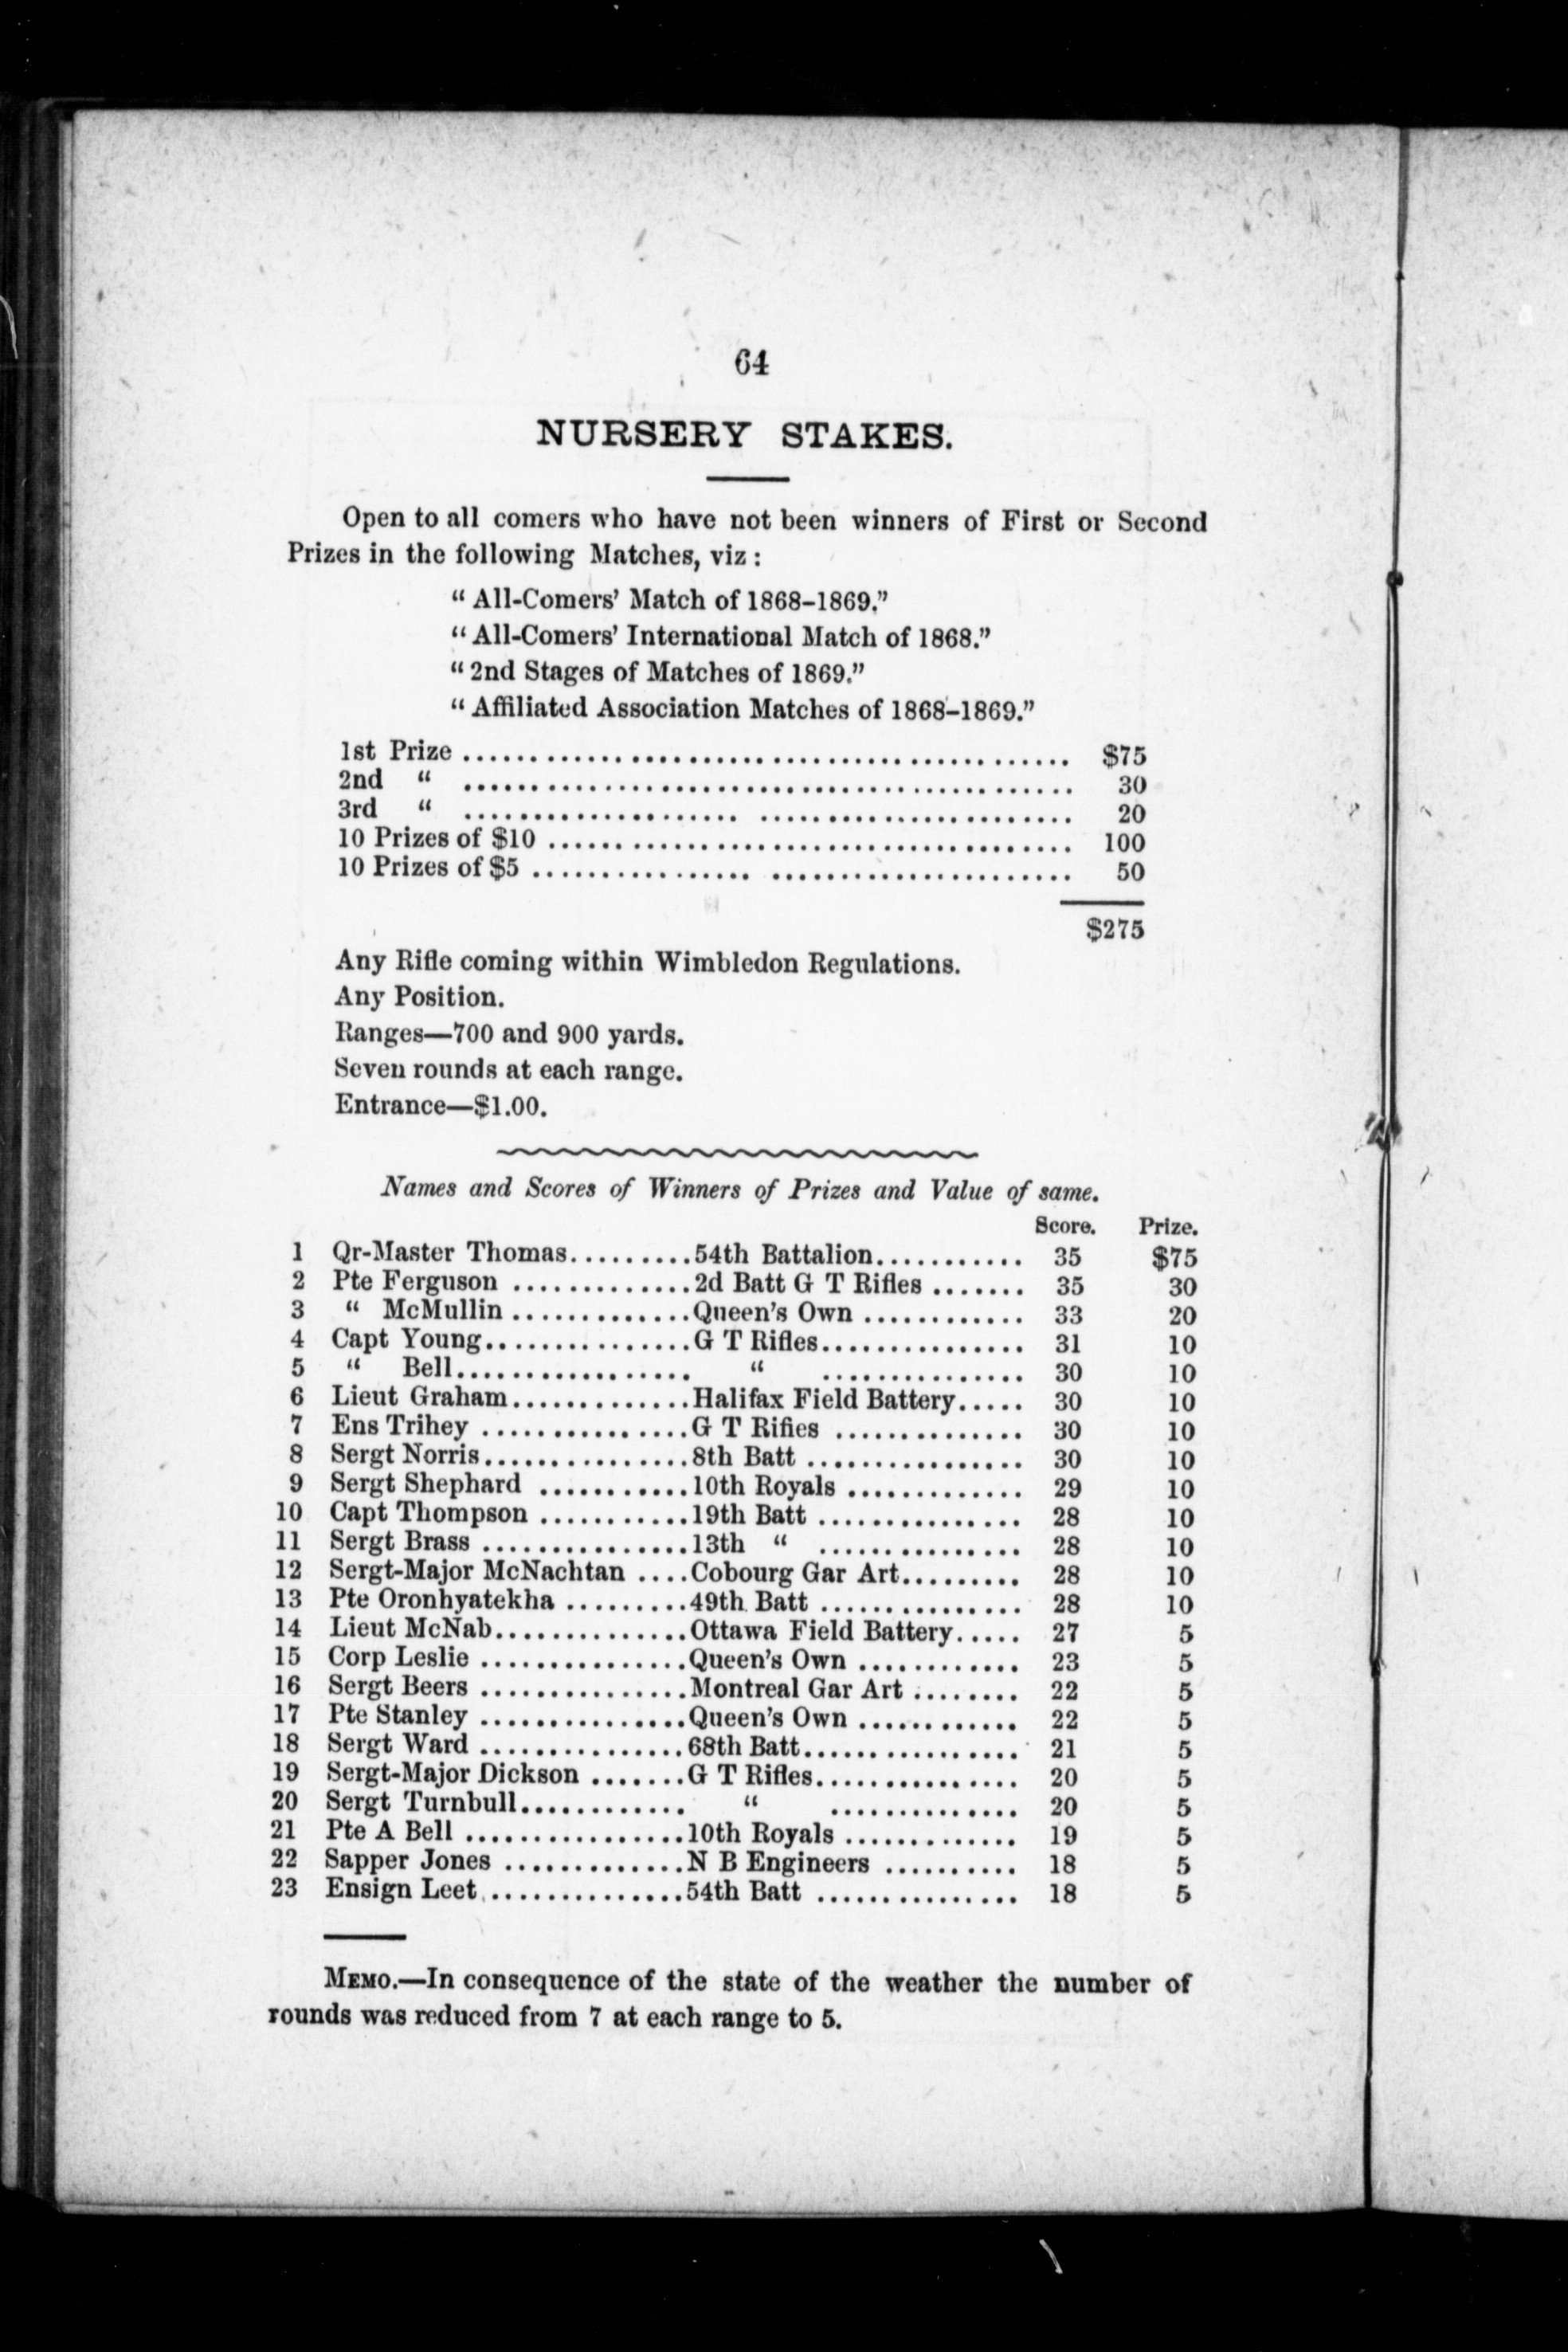 64
NURSERY STAKES.
Open to all comers who have not been winners of First or Second
Prizes in the following Matches, viz :
" All-Comers' Match of 1868-1869."
" All-Comers' International Match of 1868."
" 2nd Stages of Matches of 1869."
" Affiliated Association Matches of 1868-1869."
1st Prize ........................................... $75
2nd " ........................................... 30
3rd " ........................................... 20
10 Prizes of $10 ..................................... 100
10 Prizes of $5 ...................................... 50
$275
Any Rifle coming within Wimbledon Regulations.
Any Position.
Ranges—700 and 900 yards.
Seven rounds at each range.
Entrance—$1.00.
Names and Scores of Winners of Prizes and Value of same.
Score. Prize.
1 Qr-Master Thomas.........54th Battalion........... 35 $75
2 Pte Ferguson .............2d Batt G T Rifles ....... 35 30
3 " McMullin .............Queen's Own ............ 33 20
4 Capt Young...............G T Rifles............... 31 10
5 " Bell.................. " ............... 30 10
6 Lieut Graham.............Halifax Field Battery..... 30 10
7 Ens Trihey ...............G T Rifles .............. 30 10
8 Sergt Norris...............8th Batt ................ 30 10
9 Sergt Shephard ...........10th Royals ............. 29 10
10 Capt Thompson ...........19th Batt ............... 28 10
11 Sergt Brass ...............13th " ............... 28 10
12 Sergt-Major McNachtan ....Cobourg Gar Art......... 28 10
13 Pte Oronhyatekha .........49th Batt ............... 28 10
14 Lieut McNab..............Ottawa Field Battery..... 27 5
15 Corp Leslie ...............Queen's Own ............ 23 5
16 Sergt Beers ...............Montreal Gar Art ........ 22 5
17 Pte Stanley ...............Queen's Own ............ 22 5
18 Sergt Ward ...............68th Batt................ 21 5
19 Sergt-Major Dickson .......G T Rifles............... 20 5
20 Sergt Turnbull............ " .............. 20 5
21 Pte A Bell ................10th Royals ............. 19 5
22 Sapper Jones .............N B Engineers .......... 18 5
23 Ensign Leet...............54th Batt ............... 18 5
MEMO.—In consequence of the state of the weather the number of
rounds was reduced from 7 at each range to 5.